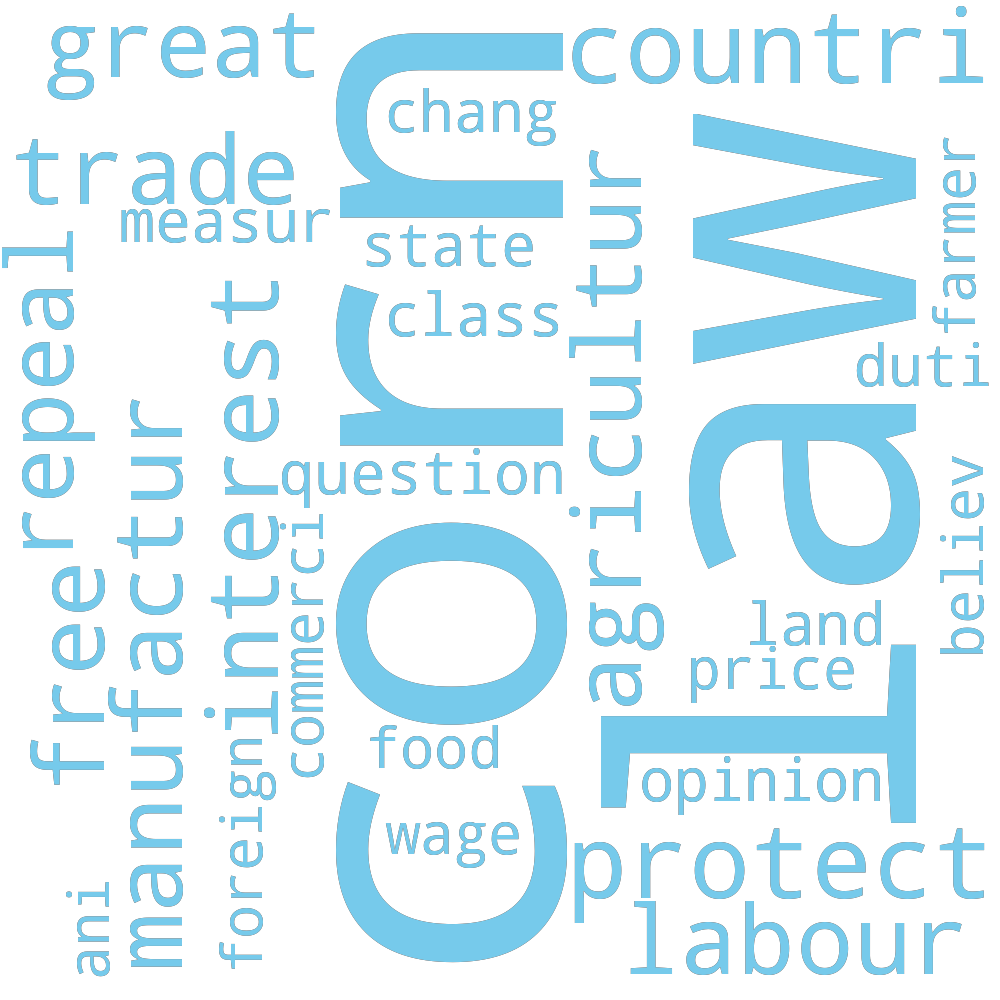 great
countri
corn
chang
trade
measur
law
agricultur
farmer
state
repeal
interest
class
duti
manufactur
question
believ
commerci
free
land
price
food
opinion
foreign
wage
protect
ani
labour